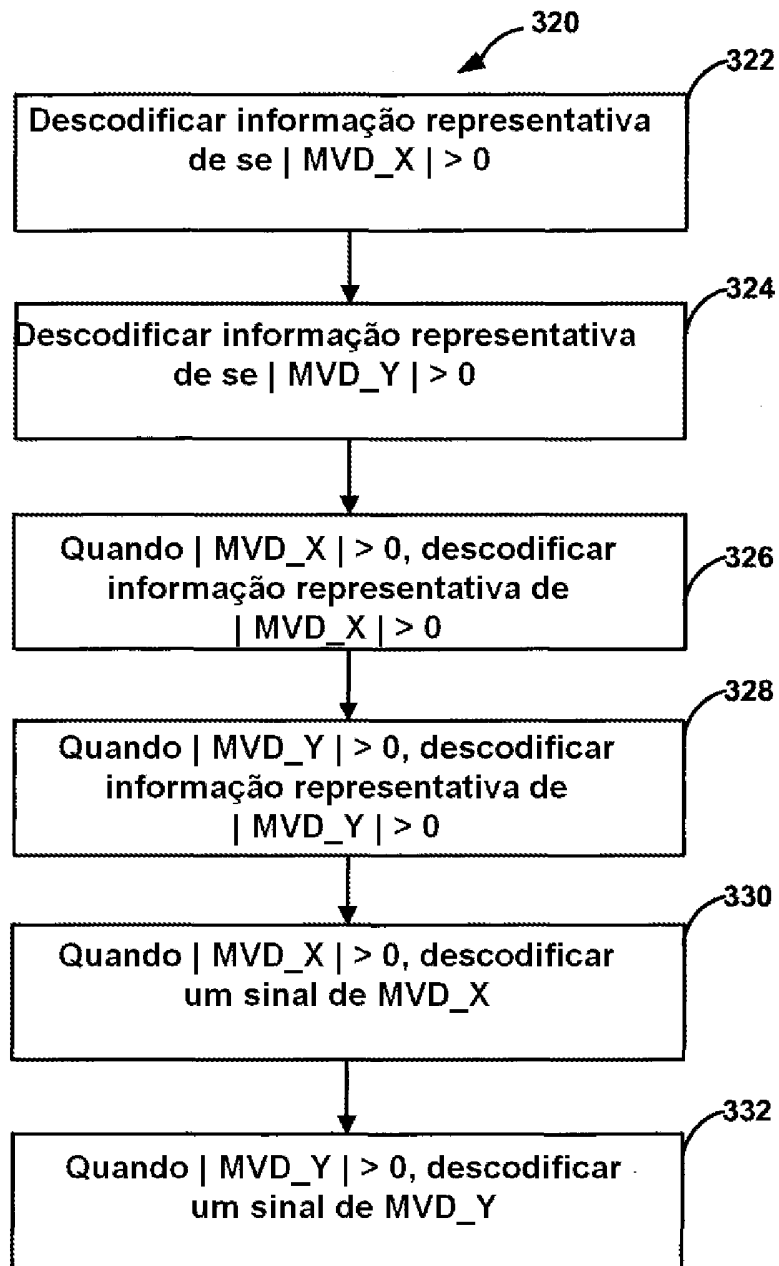 320
322
Descodificar informação representativa
de se | MVD_X | > 0
324
Descodificar informação representativa
de se | MVD_Y | > 0
326
Quando | MVD_X | > 0, descodificar
informação representativa de
| MVD_X | > 0
328
Quando | MVD_Y | > 0, descodificar
informação representativa de
| MVD_Y | > 0
330
Quando | MVD_X | > 0, descodificar
um sinal de MVD_X
332
Quando | MVD_Y | > 0, descodificar
um sinal de MVD_Y